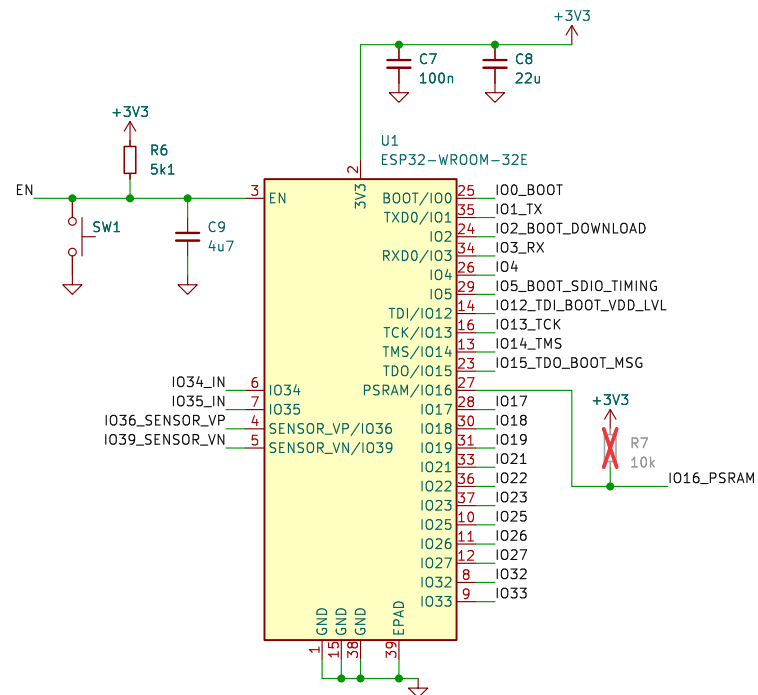 +3V3
C7
100n
C8
22u
+3V3
R6
5k1
U1
ESP32-WROOM-32E
EN
SW1
C9
4u7
2
3V3
3 EN
BOOT/IO0 25 IO0_BOOT
TXD0/IO1 35 IO1_TX
IO2 24 IO2_BOOT_DOWNLOAD
RXD0/IO3 34 IO3_RX
IO4 26 IO4
IO5 29 IO5_BOOT_SDIO_TIMING
TDI/IO12 14 IO12_TDI_BOOT_VDD_LVL
TCK/IO13 16 IO13_TCK
TMS/IO14 13 IO14_TMS
TDO/IO15 23 IO15_TDO_BOOT_MSG
IO34_IN 6 IO34
IO35_IN 7 IO35
IO36_SENSOR_VP 4 SENSOR_VP/IO36
IO39_SENSOR_VN 5 SENSOR_VN/IO39
PSRAM/IO16 27
IO17 28 IO17
IO18 30 IO18
IO19 31 IO19
IO21 33 IO21
IO22 36 IO22
IO23 37 IO23
IO25 10 IO25
IO26 11 IO26
IO27 12 IO27
IO32 8 IO32
IO33 9 IO33
+3V3
R7
10k
IO16_PSRAM
GND
GND
GND
EPAD
1
15
38
39